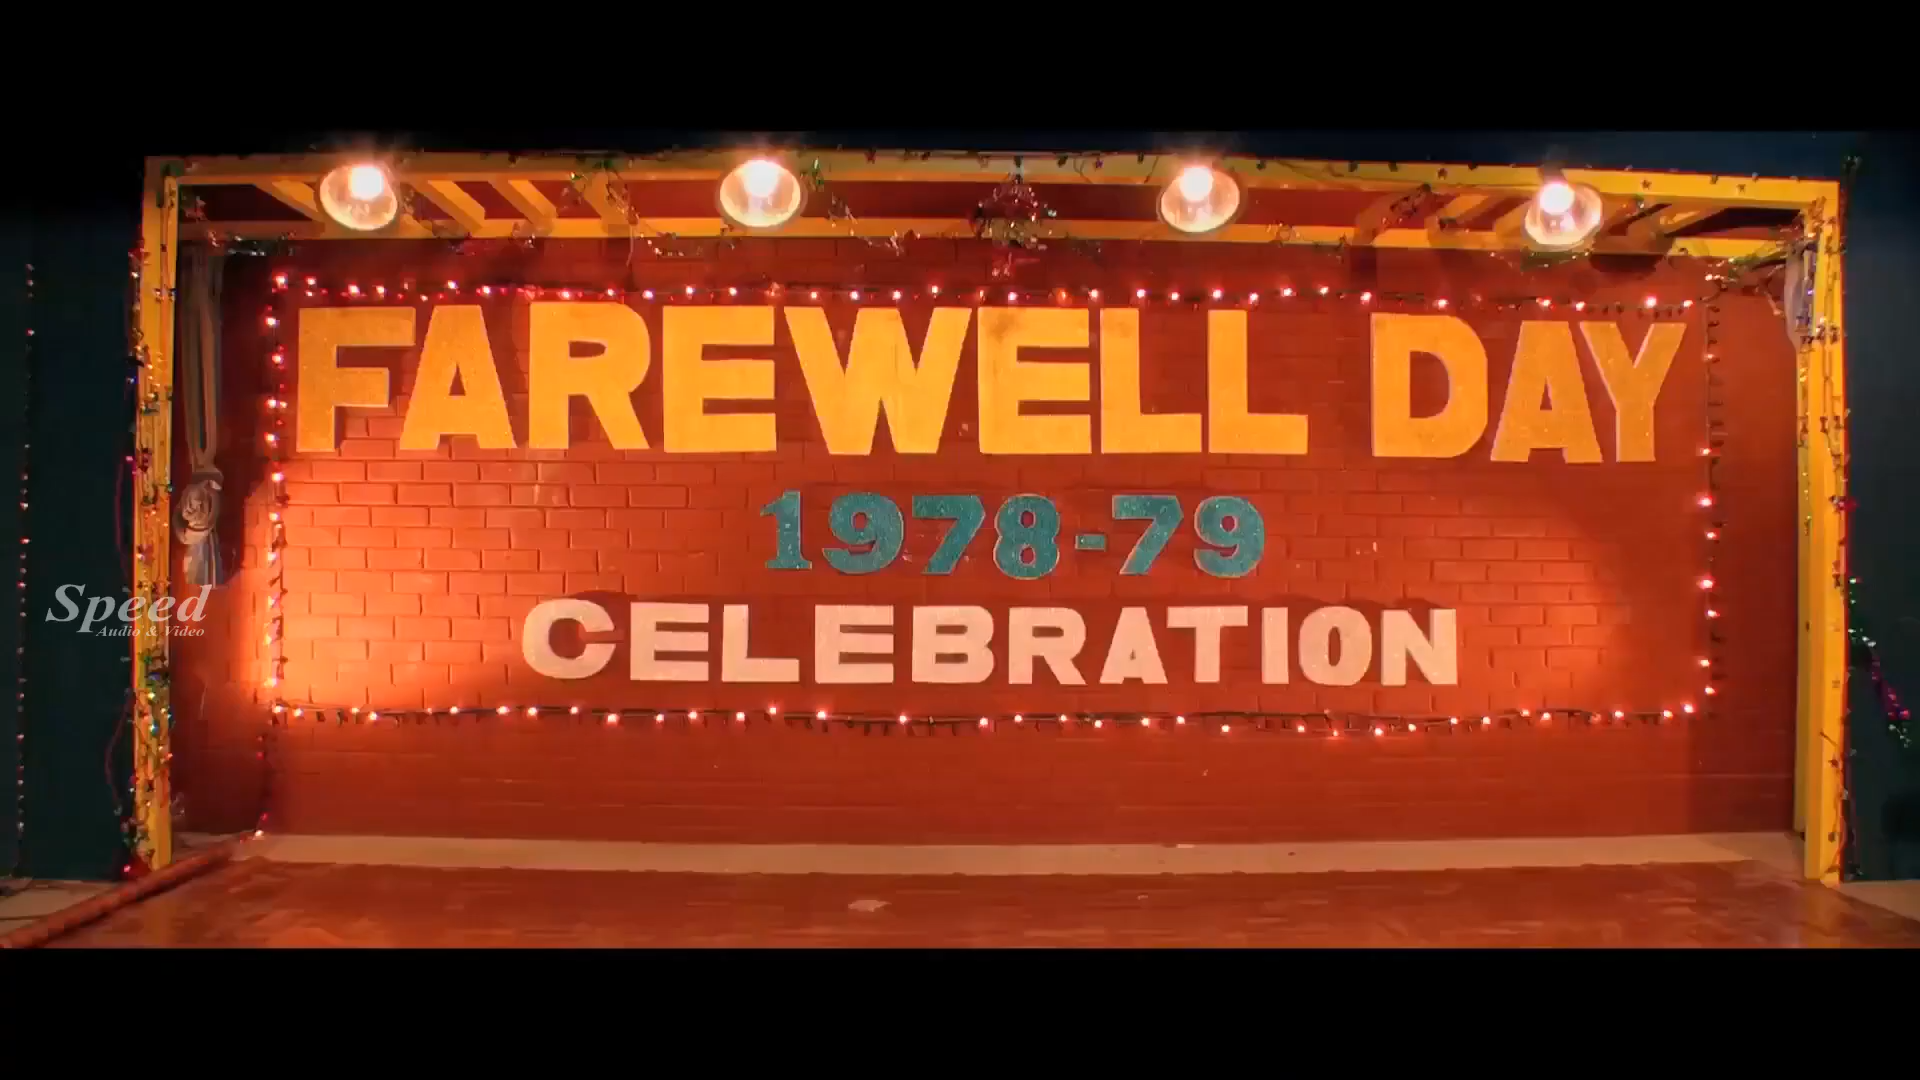 FAREWELL DAY
1978-79
CELEBRATION
Speed
Audio & Video